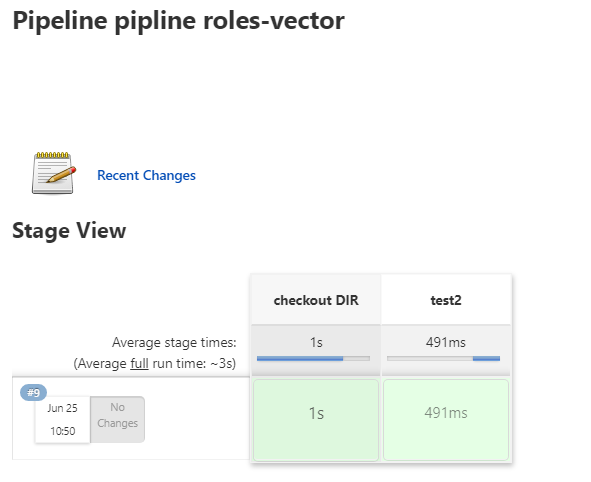 Pipeline pipline roles-vector
Recent Changes
Stage View
checkout DIR test2
Average stage times: 1s 491ms
(Average full run time: ~3s)
#9
Jun 25 No
10:50 Changes
1s 491ms